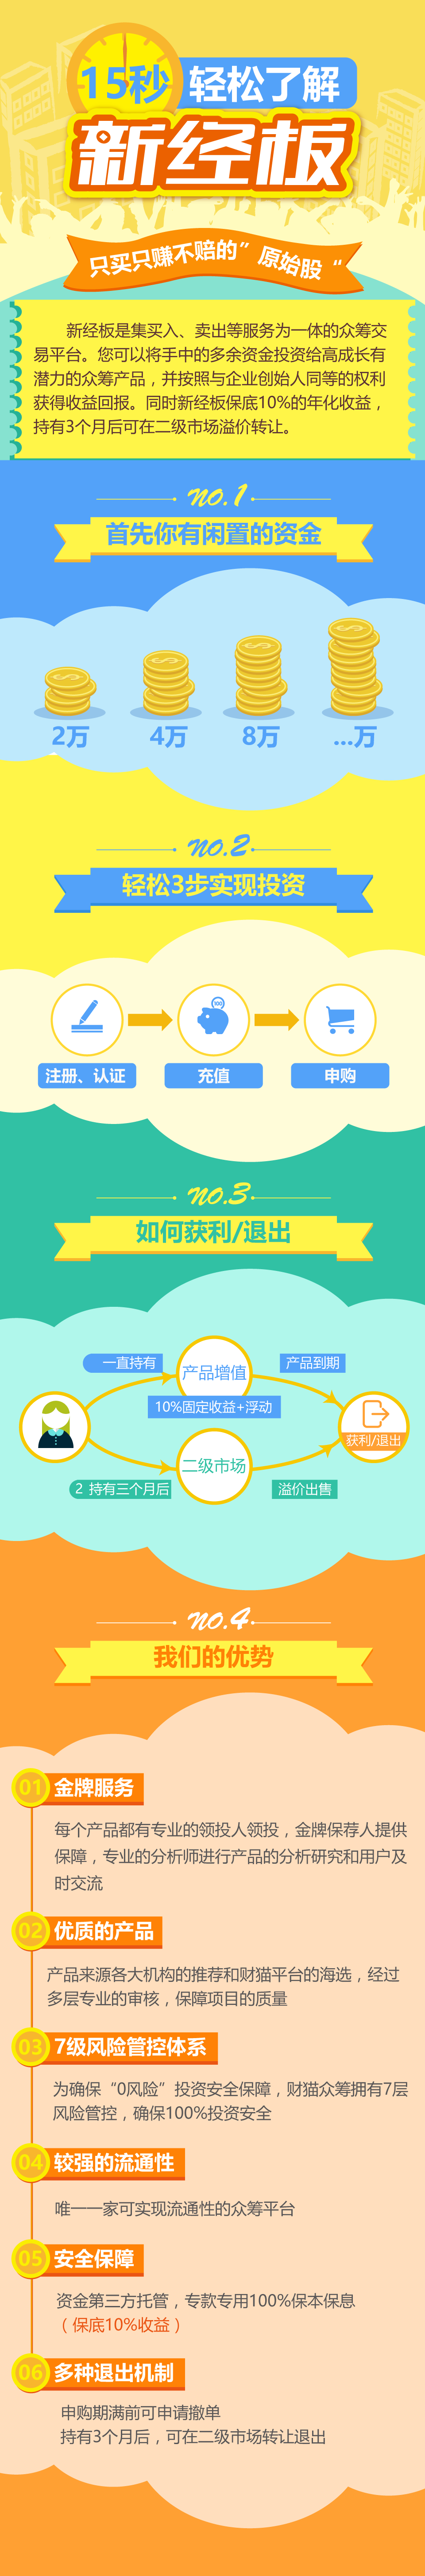 15秒 轻松了解
新经板
只买只赚不赔的”原始股“
新经板是集买入、卖出等服务为一体的众筹交
易平台。您可以将手中的多余资金投资给高成长有
潜力的众筹产品，并按照与企业创始人同等的权利
获得收益回报。同时新经板保底10%的年化收益，
持有3个月后可在二级市场溢价转让。
no.1
首先你有闲置的资金
2万 4万 8万 ...万
no.2
轻松3步实现投资
100
注册、认证 充值 申购
no.3
如何获利/退出
一直持有 产品增值 产品到期
10%固定收益+浮动
获利/退出
二级市场
2 持有三个月后 溢价出售
no.4
我们的优势
01 金牌服务
每个产品都有专业的领投人领投，金牌保荐人提供
保障，专业的分析师进行产品的分析研究和用户及
时交流
02 优质的产品
产品来源各大机构的推荐和财猫平台的海选，经过
多层专业的审核，保障项目的质量
03 7级风险管控体系
为确保“0风险”投资安全保障，财猫众筹拥有7层
风险管控，确保100%投资安全
04 较强的流通性
唯一一家可实现流通性的众筹平台
05 安全保障
资金第三方托管，专款专用100%保本保息
（保底10%收益）
06 多种退出机制
申购期满前可申请撤单
持有3个月后，可在二级市场转让退出